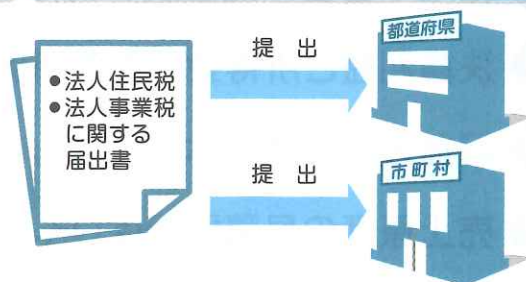 ●法人住民税
●法人事業税
に関する
届出書
提出
都道府県
提出
市町村